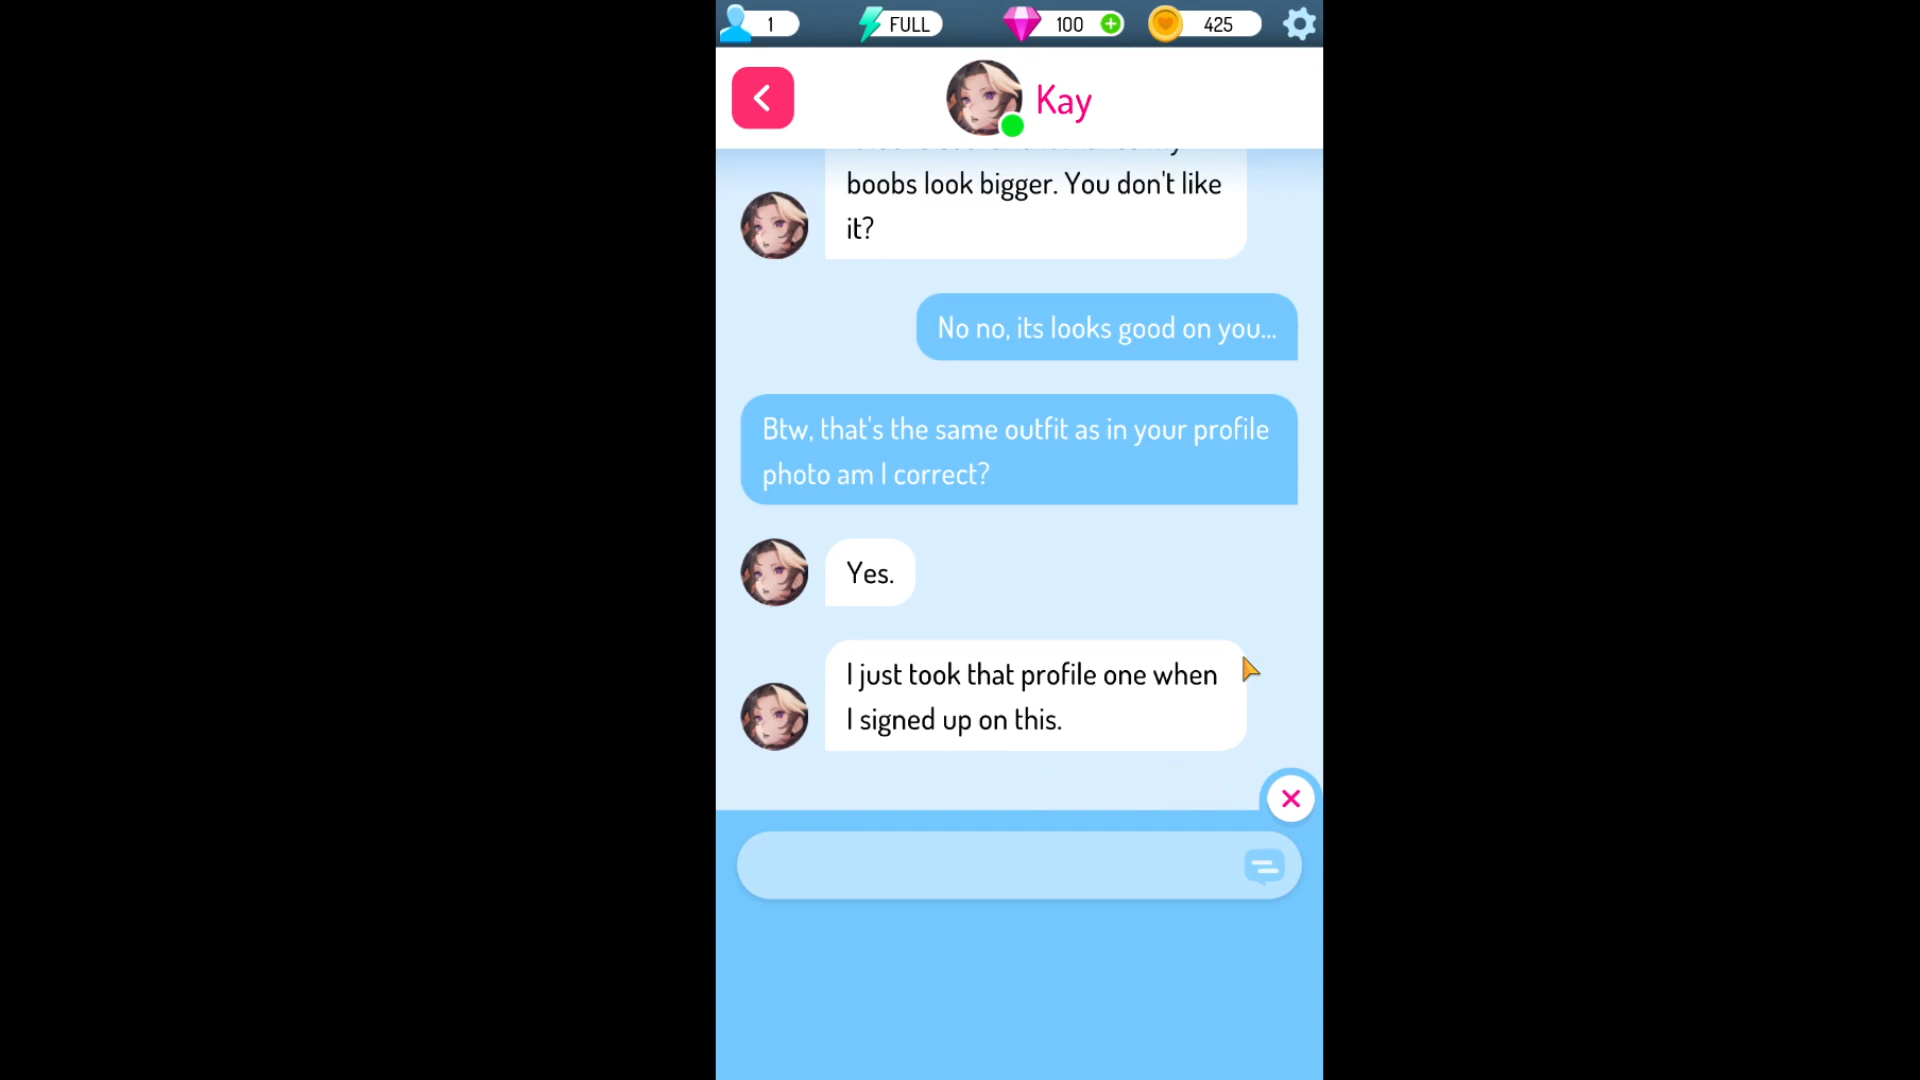 1
FULL
100
425
Kay
boobs look bigger. You don't like
it?
No no, its looks good on you...
Btw, that's the same outfit as in your profile
photo am I correct?
Yes.
I just took that profile one when
I signed up on this.